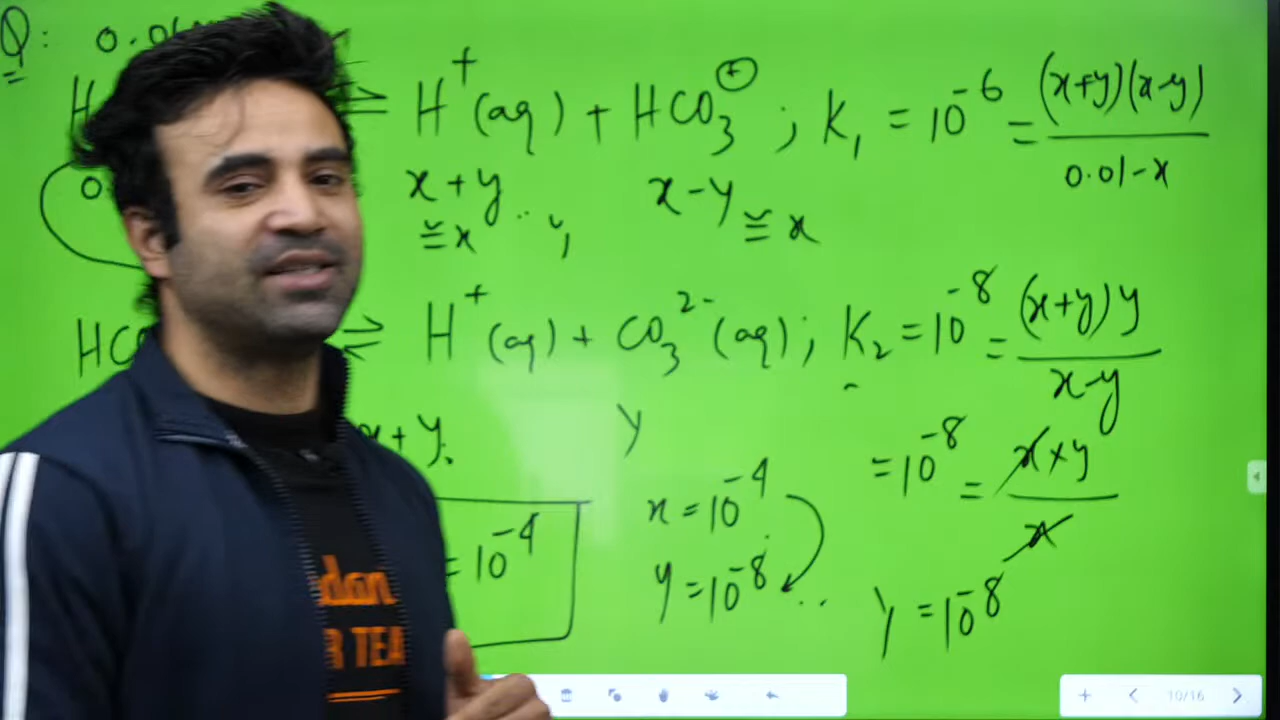 Q: 0.01
H ⇌ H⁺(aq) + HCO₃⊕ ; K₁ = 10⁻⁶ = (x+y)(x-y) / 0.01-x
0. x+y x-y
≅x ≅ x
HC ⇌ H⁺(aq) + CO₃²⁻(aq); K₂ = 10⁻⁸ = (x+y)y / x-y
x+y. y
= 10⁻⁸ = x×y / x
= 10⁻⁴
x = 10⁻⁴
y = 10⁻⁸
y = 10⁻⁸
R TEA
10/16